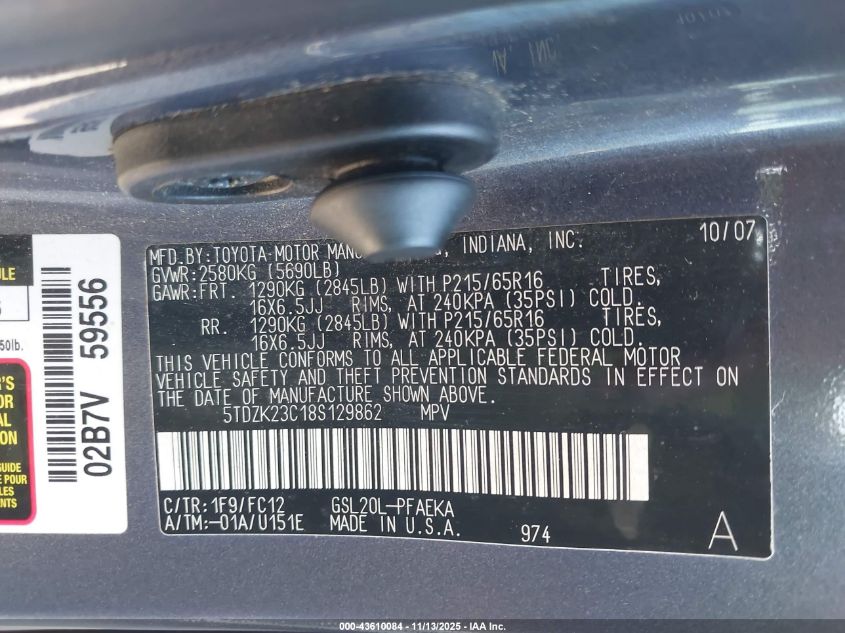 10/07
MFD.BY:TOYOTA MOTOR INDIANA, INC.
GVWR:2580KG (5690LB)
GAWR:FRT. 1290KG (2845LB) WITH P215/65R16 TIRES,
16X6.5JJ RIMS, AT 240KPA (35PSI) COLD.
RR. 1290KG (2845LB) WITH P215/65R16 TIRES,
16X6.5JJ RIMS, AT 240KPA (35PSI) COLD.
THIS VEHICLE CONFORMS TO ALL APPLICABLE FEDERAL MOTOR
VEHICLE SAFETY AND THEFT PREVENTION STANDARDS IN EFFECT ON
THE DATE OF MANUFACTURE SHOWN ABOVE.
5TDZK23C18S129862 MPV
C/TR:1F9/FC12 GSL20L-PFAEKA
A/TM:-01A/U151E MADE IN U.S.A. 974 A
02B7V 59556
50lb.
GUIDE
POUR
000-43610084 - 11/13/2025 - IAA Inc.